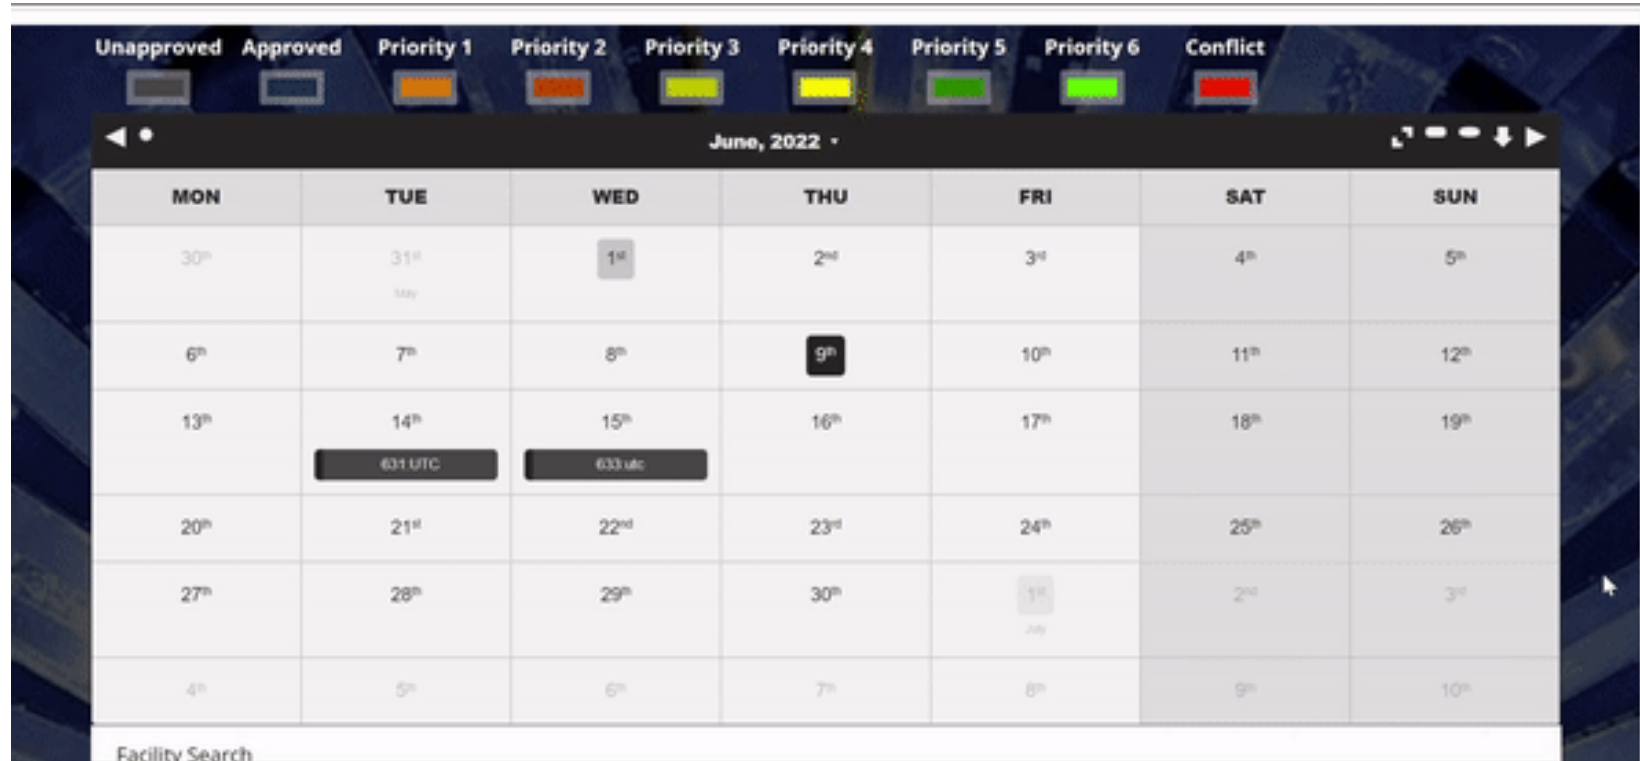 Unapproved Approved Priority 1 Priority 2 Priority 3 Priority 4 Priority 5 Priority 6 Conflict
June, 2022
MON TUE WED THU FRI SAT SUN
30th 31st 1st 2nd 3rd 4th 5th
May
6th 7th 8th 9th 10th 11th 12th
13th 14th 15th 16th 17th 18th 19th
631:UTC 633:utc
20th 21st 22nd 23rd 24th 25th 26th
27th 28th 29th 30th 1st 2nd 3rd
July
4th 5th 6th 7th 8th 9th 10th
Facility Search